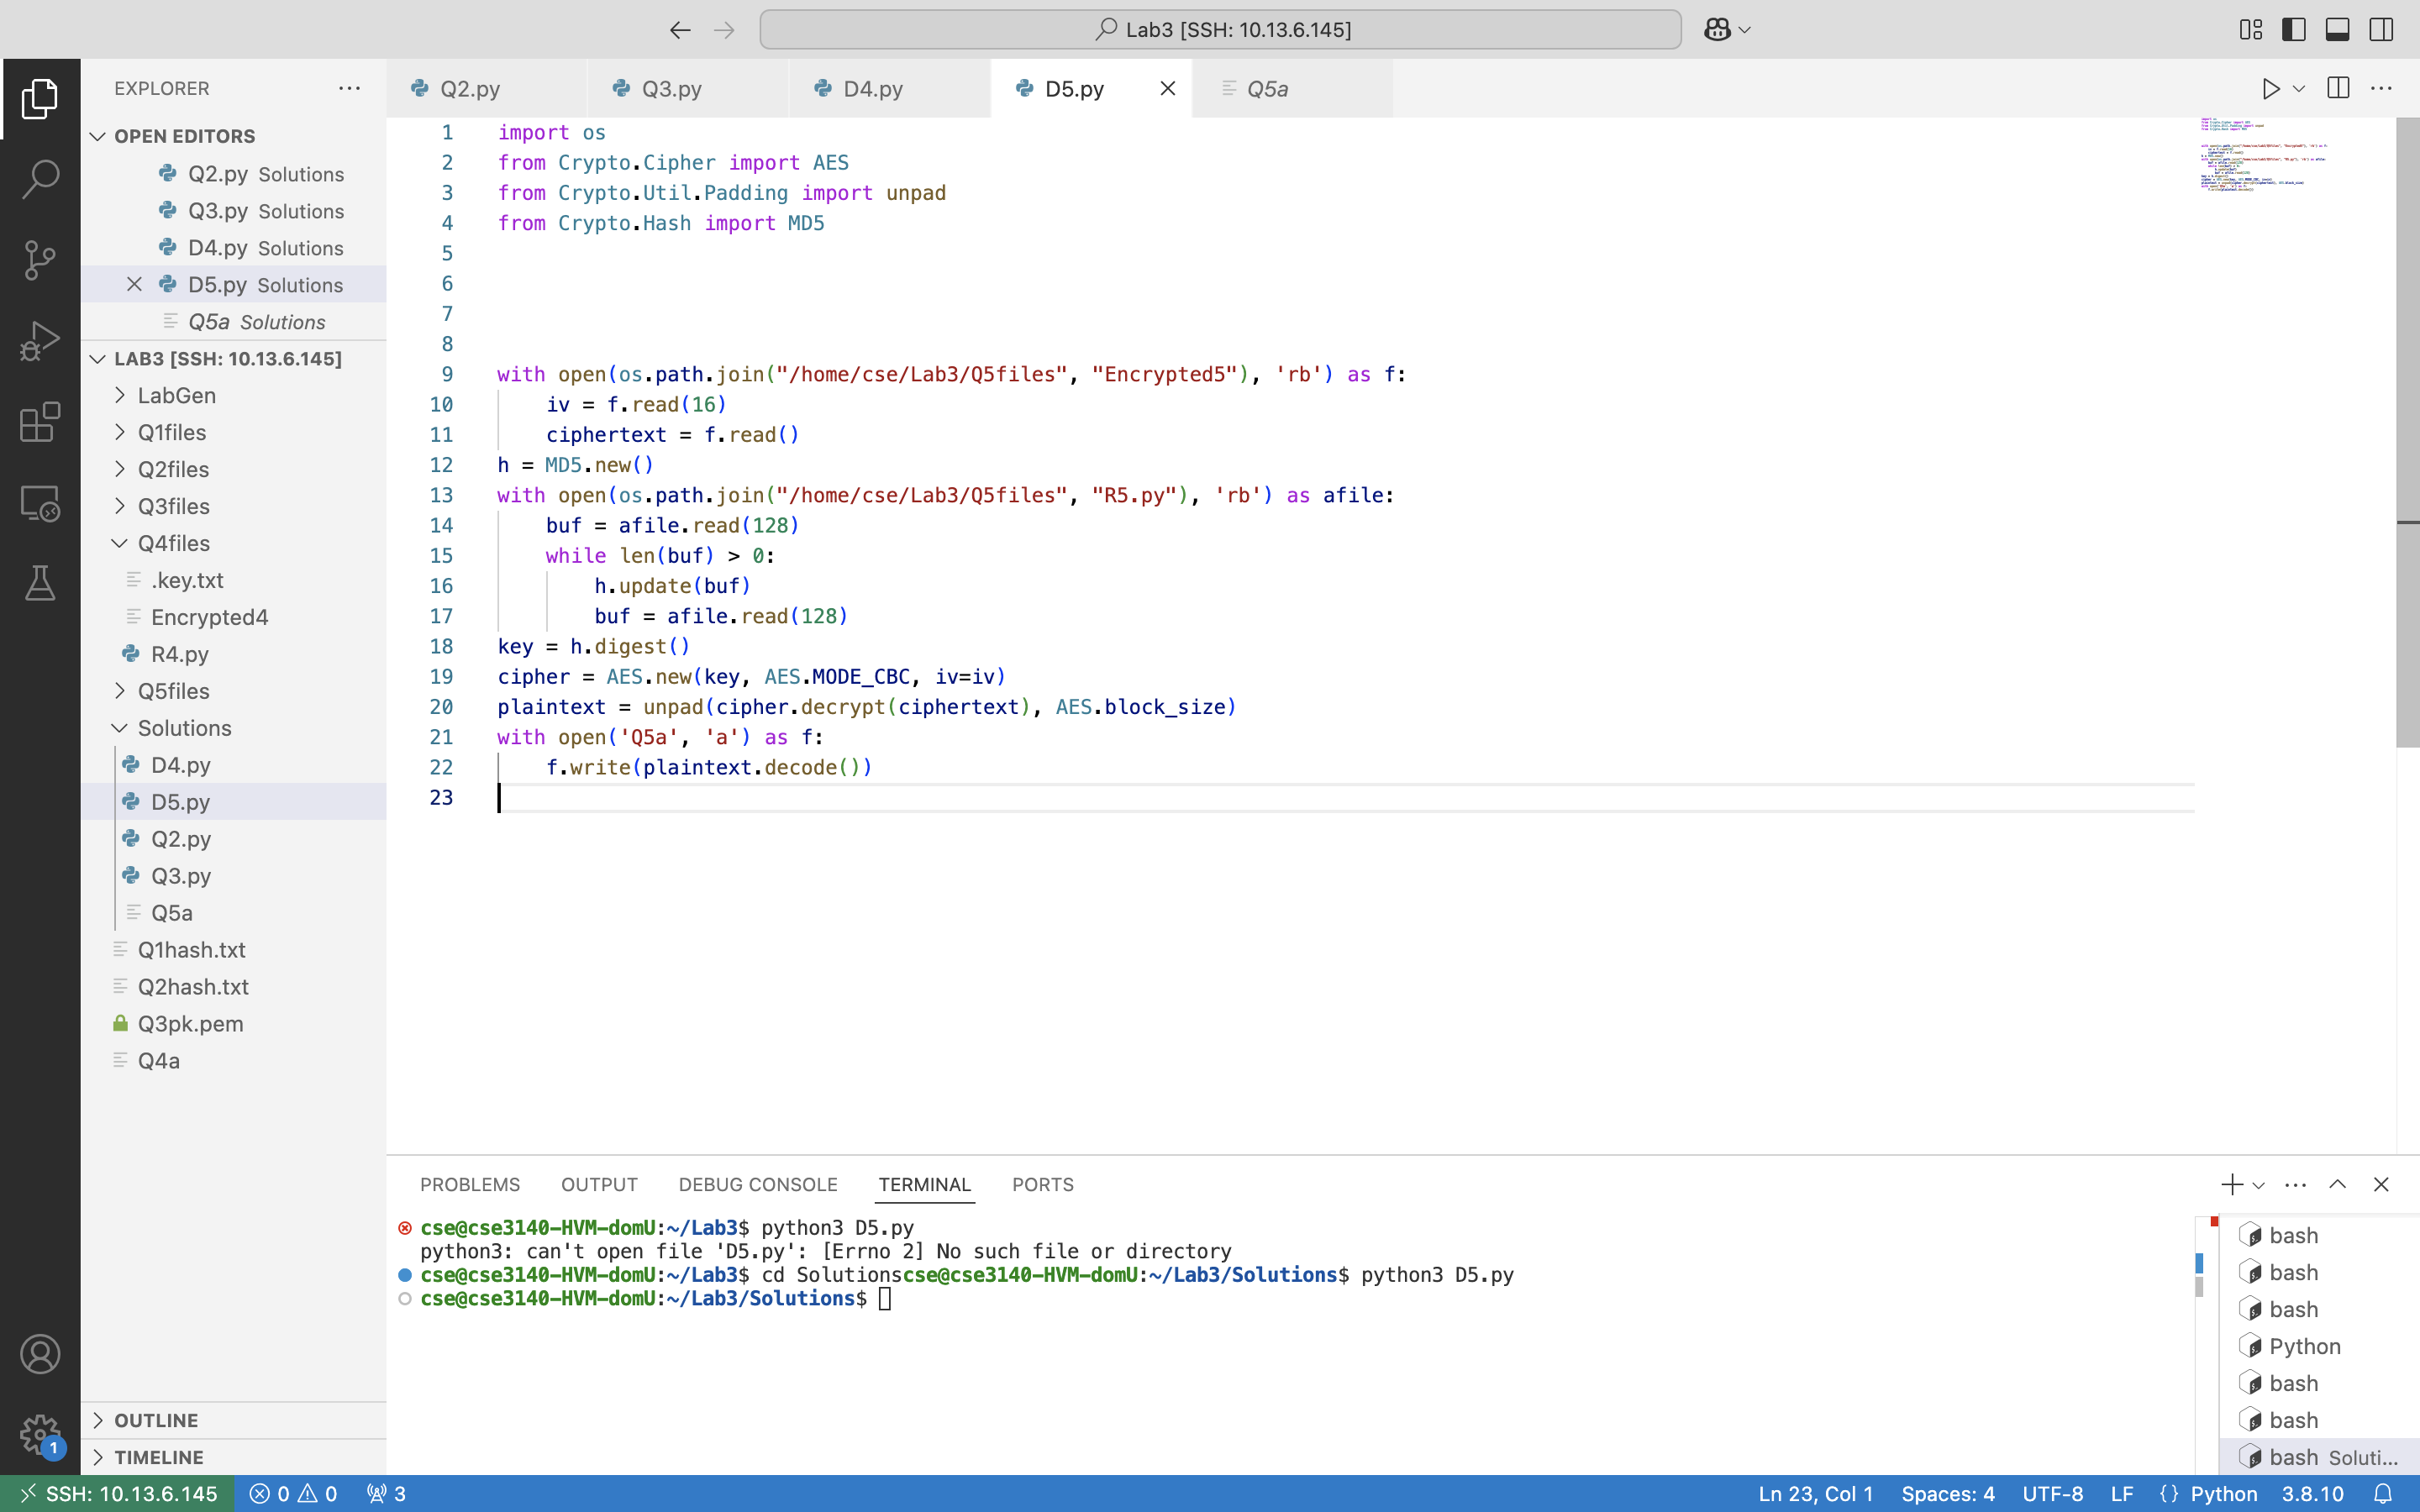 Lab3 [SSH: 10.13.6.145]
EXPLORER
OPEN EDITORS
Q2.py Solutions
Q3.py Solutions
D4.py Solutions
D5.py Solutions
Q5a Solutions
LAB3 [SSH: 10.13.6.145]
LabGen
Q1files
Q2files
Q3files
Q4files
.key.txt
Encrypted4
R4.py
Q5files
Solutions
D4.py
D5.py
Q2.py
Q3.py
Q5a
Q1hash.txt
Q2hash.txt
Q3pk.pem
Q4a
OUTLINE
TIMELINE
1
Q2.py
Q3.py
D4.py
D5.py
Q5a
1 import os
2 from Crypto.Cipher import AES
3 from Crypto.Util.Padding import unpad
4 from Crypto.Hash import MD5
5
6
7
8
9 with open(os.path.join("/home/cse/Lab3/Q5files", "Encrypted5"), 'rb') as f:
10     iv = f.read(16)
11     ciphertext = f.read()
12 h = MD5.new()
13 with open(os.path.join("/home/cse/Lab3/Q5files", "R5.py"), 'rb') as afile:
14     buf = afile.read(128)
15     while len(buf) > 0:
16         h.update(buf)
17         buf = afile.read(128)
18 key = h.digest()
19 cipher = AES.new(key, AES.MODE_CBC, iv=iv)
20 plaintext = unpad(cipher.decrypt(ciphertext), AES.block_size)
21 with open('Q5a', 'a') as f:
22     f.write(plaintext.decode())
23
PROBLEMS OUTPUT DEBUG CONSOLE TERMINAL PORTS
cse@cse3140-HVM-domU:~/Lab3$ python3 D5.py
python3: can't open file 'D5.py': [Errno 2] No such file or directory
cse@cse3140-HVM-domU:~/Lab3$ cd Solutionscse@cse3140-HVM-domU:~/Lab3/Solutions$ python3 D5.py
cse@cse3140-HVM-domU:~/Lab3/Solutions$
bash
bash
bash
Python
bash
bash
bash Soluti...
SSH: 10.13.6.145 0 0 3 Ln 23, Col 1 Spaces: 4 UTF-8 LF {} Python 3.8.10